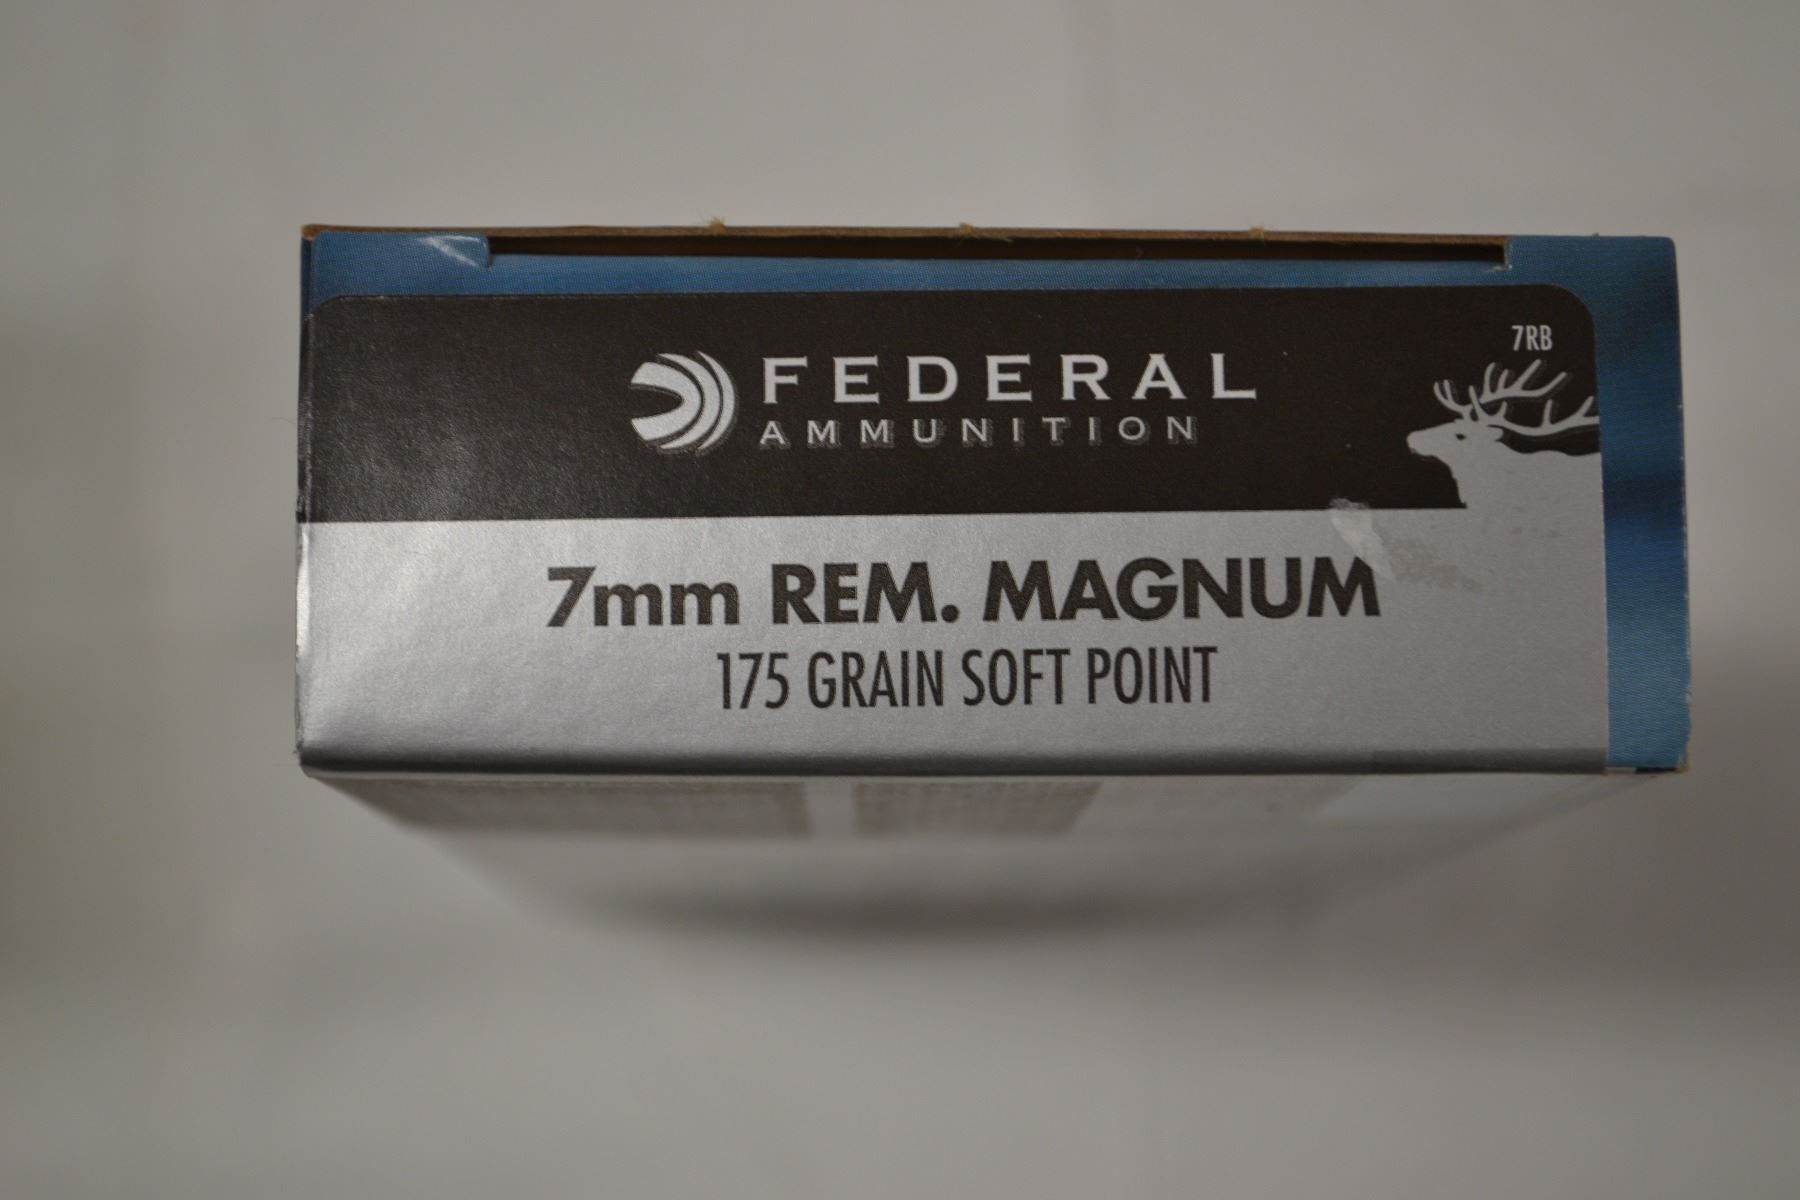 7RB
FEDERAL
AMMUNITION
7mm REM. MAGNUM
175 GRAIN SOFT POINT